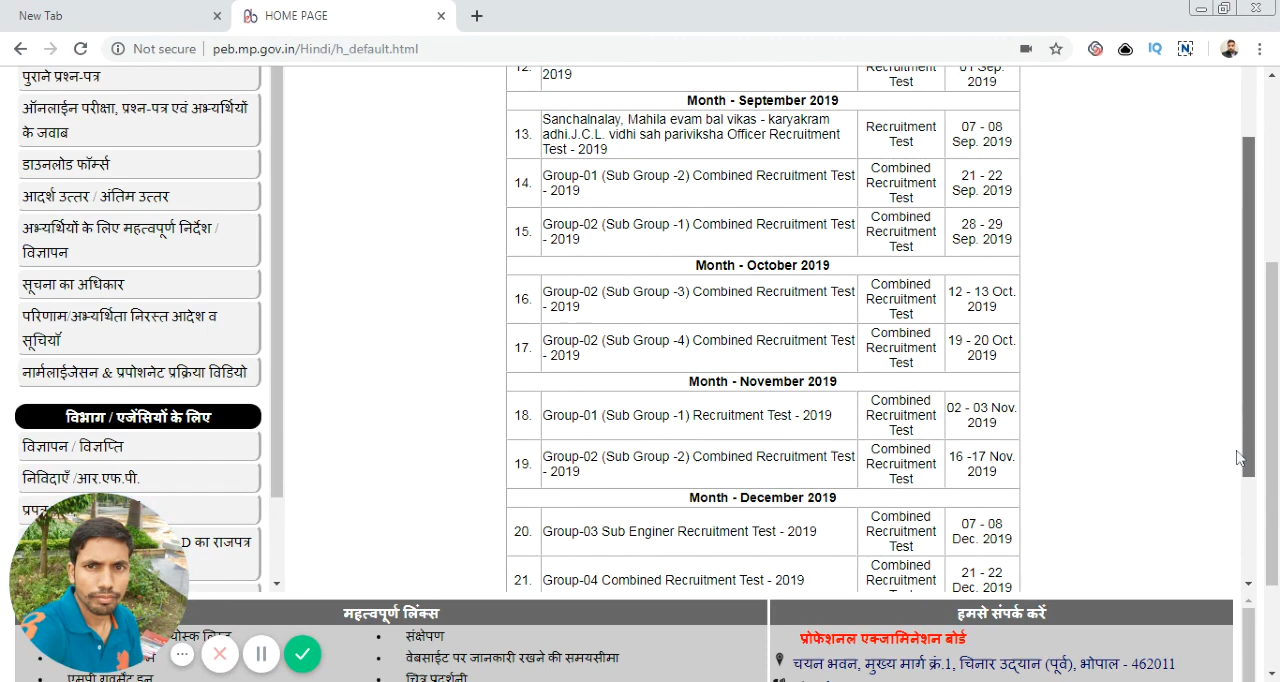 New Tab
HOME PAGE
Not secure
peb.mp.gov.in/Hindi/h_default.html
IQ
N
पुराने प्रश्न-पत्र
ऑनलाईन परीक्षा, प्रश्न-पत्र एवं अभ्यर्थियों
के जवाब
डाउनलोड फॉर्म्स
आदर्श उत्तर / अंतिम उत्तर
अभ्यर्थियों के लिए महत्वपूर्ण निर्देश /
विज्ञापन
सूचना का अधिकार
परिणाम/अभ्यर्थिता निरस्त आदेश व
सूचियाँ
नार्मलाईजेसन & प्रपोशनेट प्रक्रिया विडियो
विभाग / एजेंसियों के लिए
विज्ञापन / विज्ञप्ति
निविदाएँ /आर.एफ.पी.
प्रपत्र
D का राजपत्र
12.
2019
Recruitment
Test
01 Sep.
2019
Month - September 2019
13.
Sanchalnalay, Mahila evam bal vikas - karyakram
adhi.J.C.L. vidhi sah pariviksha Officer Recruitment
Test - 2019
Recruitment
Test
07 - 08
Sep. 2019
14.
Group-01 (Sub Group -2) Combined Recruitment Test
- 2019
Combined
Recruitment
Test
21 - 22
Sep. 2019
15.
Group-02 (Sub Group -1) Combined Recruitment Test
- 2019
Combined
Recruitment
Test
28 - 29
Sep. 2019
Month - October 2019
16.
Group-02 (Sub Group -3) Combined Recruitment Test
- 2019
Combined
Recruitment
Test
12 - 13 Oct.
2019
17.
Group-02 (Sub Group -4) Combined Recruitment Test
- 2019
Combined
Recruitment
Test
19 - 20 Oct.
2019
Month - November 2019
18.
Group-01 (Sub Group -1) Recruitment Test - 2019
Combined
Recruitment
Test
02 - 03 Nov.
2019
19.
Group-02 (Sub Group -2) Combined Recruitment Test
- 2019
Combined
Recruitment
Test
16 -17 Nov.
2019
Month - December 2019
20.
Group-03 Sub Enginer Recruitment Test - 2019
Combined
Recruitment
Test
07 - 08
Dec. 2019
21.
Group-04 Combined Recruitment Test - 2019
Combined
Recruitment
21 - 22
Dec. 2019
महत्वपूर्ण लिंक्स
संक्षेपण
वेबसाईट पर जानकारी रखने की समयसीमा
चित्र प्रदर्शनी
हमसे संपर्क करें
प्रोफेशनल एक्जामिनेशन बोर्ड
चयन भवन, मुख्य मार्ग क्रं.1, चिनार उद्यान (पूर्व), भोपाल - 462011